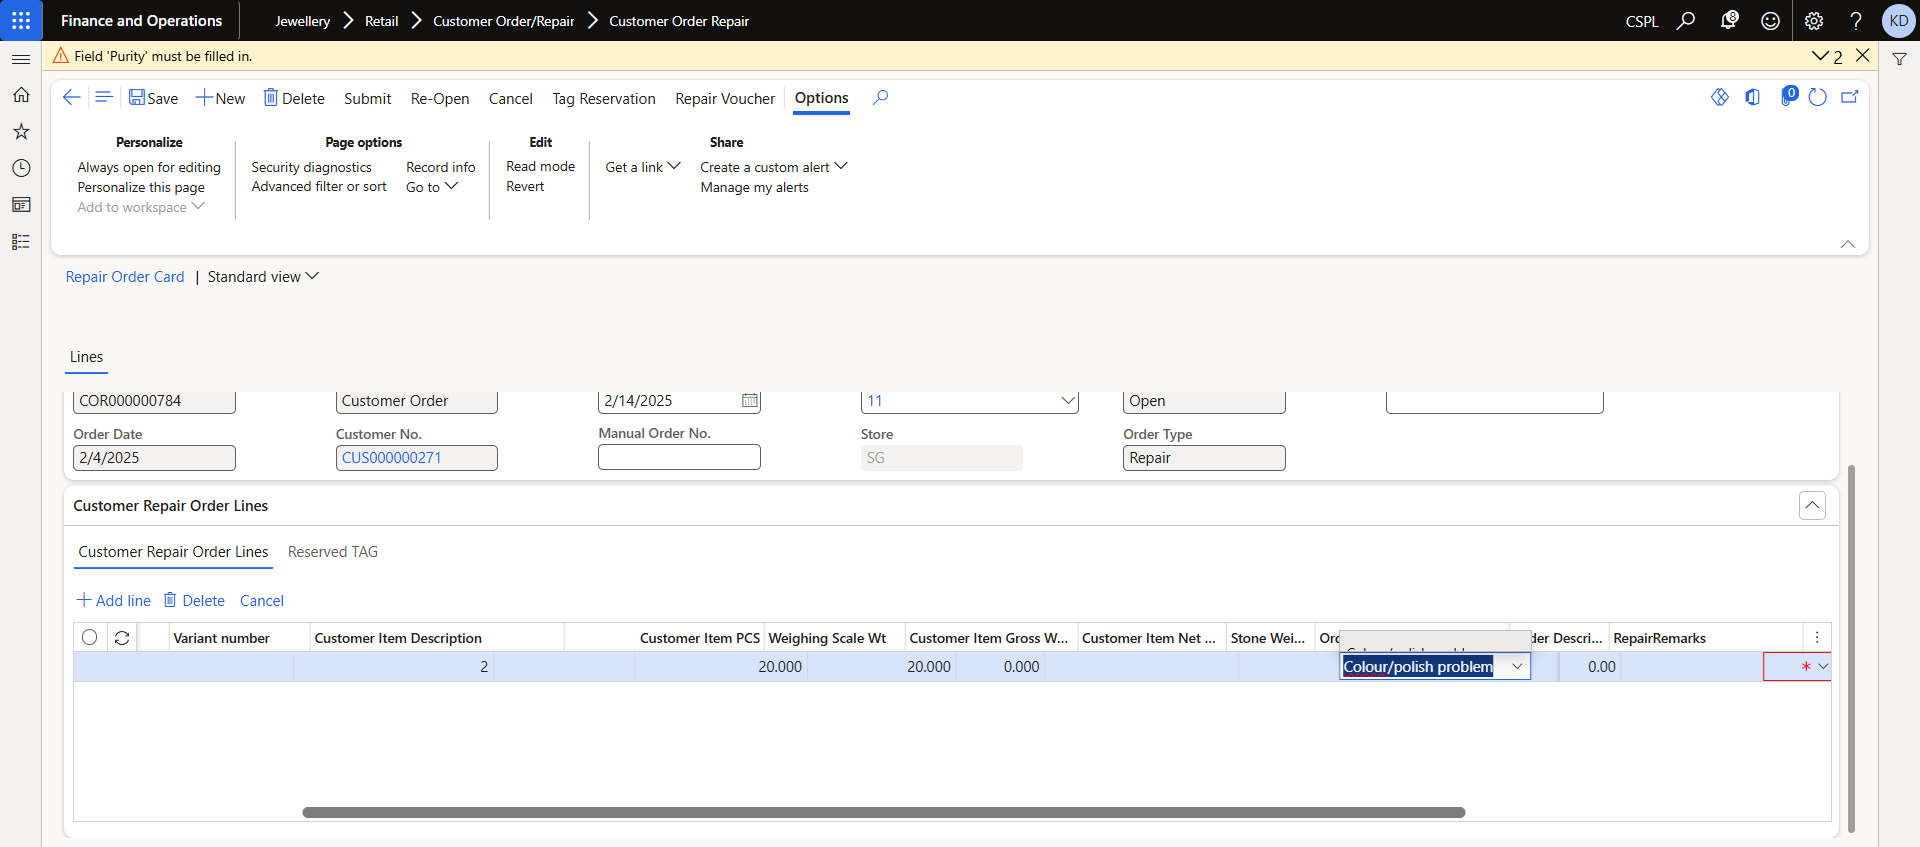 Finance and Operations
Jewellery Retail Customer Order/Repair Customer Order Repair
CSPL 8 ? KD
Field 'Purity' must be filled in.
2
Save New Delete Submit Re-Open Cancel Tag Reservation Repair Voucher Options
0
Personalize
Always open for editing
Personalize this page
Add to workspace
Page options
Security diagnostics Record info
Advanced filter or sort Go to
Edit
Read mode
Revert
Share
Get a link Create a custom alert
Manage my alerts
Repair Order Card | Standard view
Lines
COR000000784 Customer Order 2/14/2025 11 Open
Order Date Customer No. Manual Order No. Store Order Type
2/4/2025 CUS000000271 SG Repair
Customer Repair Order Lines
Customer Repair Order Lines Reserved TAG
Add line Delete Cancel
Variant number Customer Item Description Customer Item PCS Weighing Scale Wt Customer Item Gross W... Customer Item Net ... Stone Wei... Or der Descri... RepairRemarks
2 20.000 20.000 0.000 Colour/polish problem 0.00 *